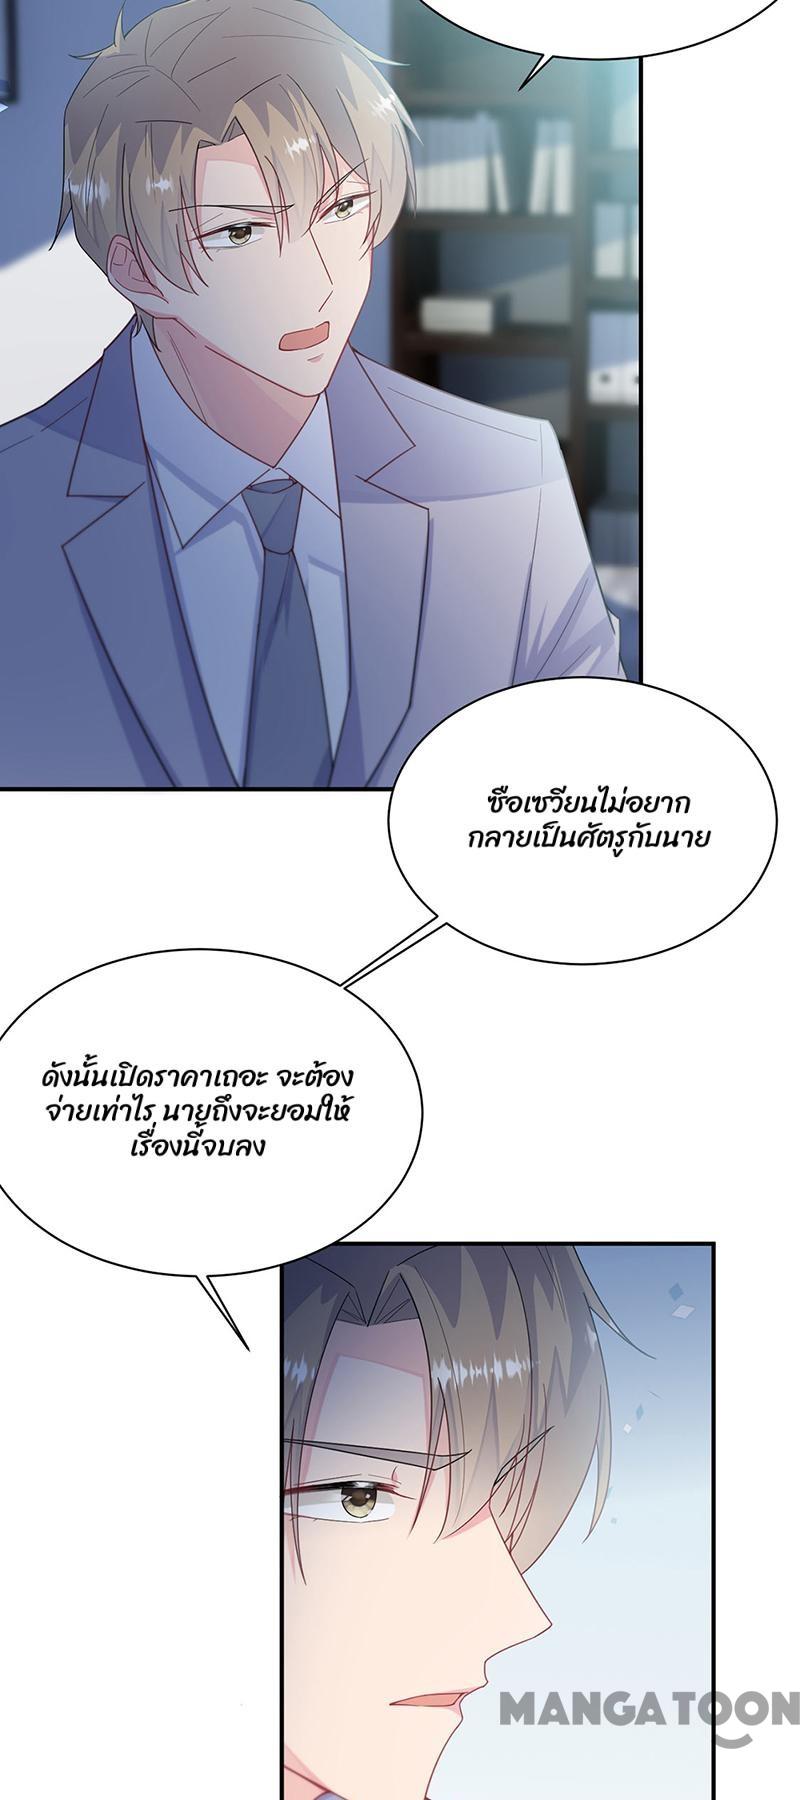 ซือเซวียนไม่อยาก
กลายเป็นศัตรูกับนาย
ดังนั้นเปิดราคาเถอะ จะต้อง
จ่ายเท่าไร นายถึงจะยอมให้
เรื่องนี้จบลง
MANGATOON